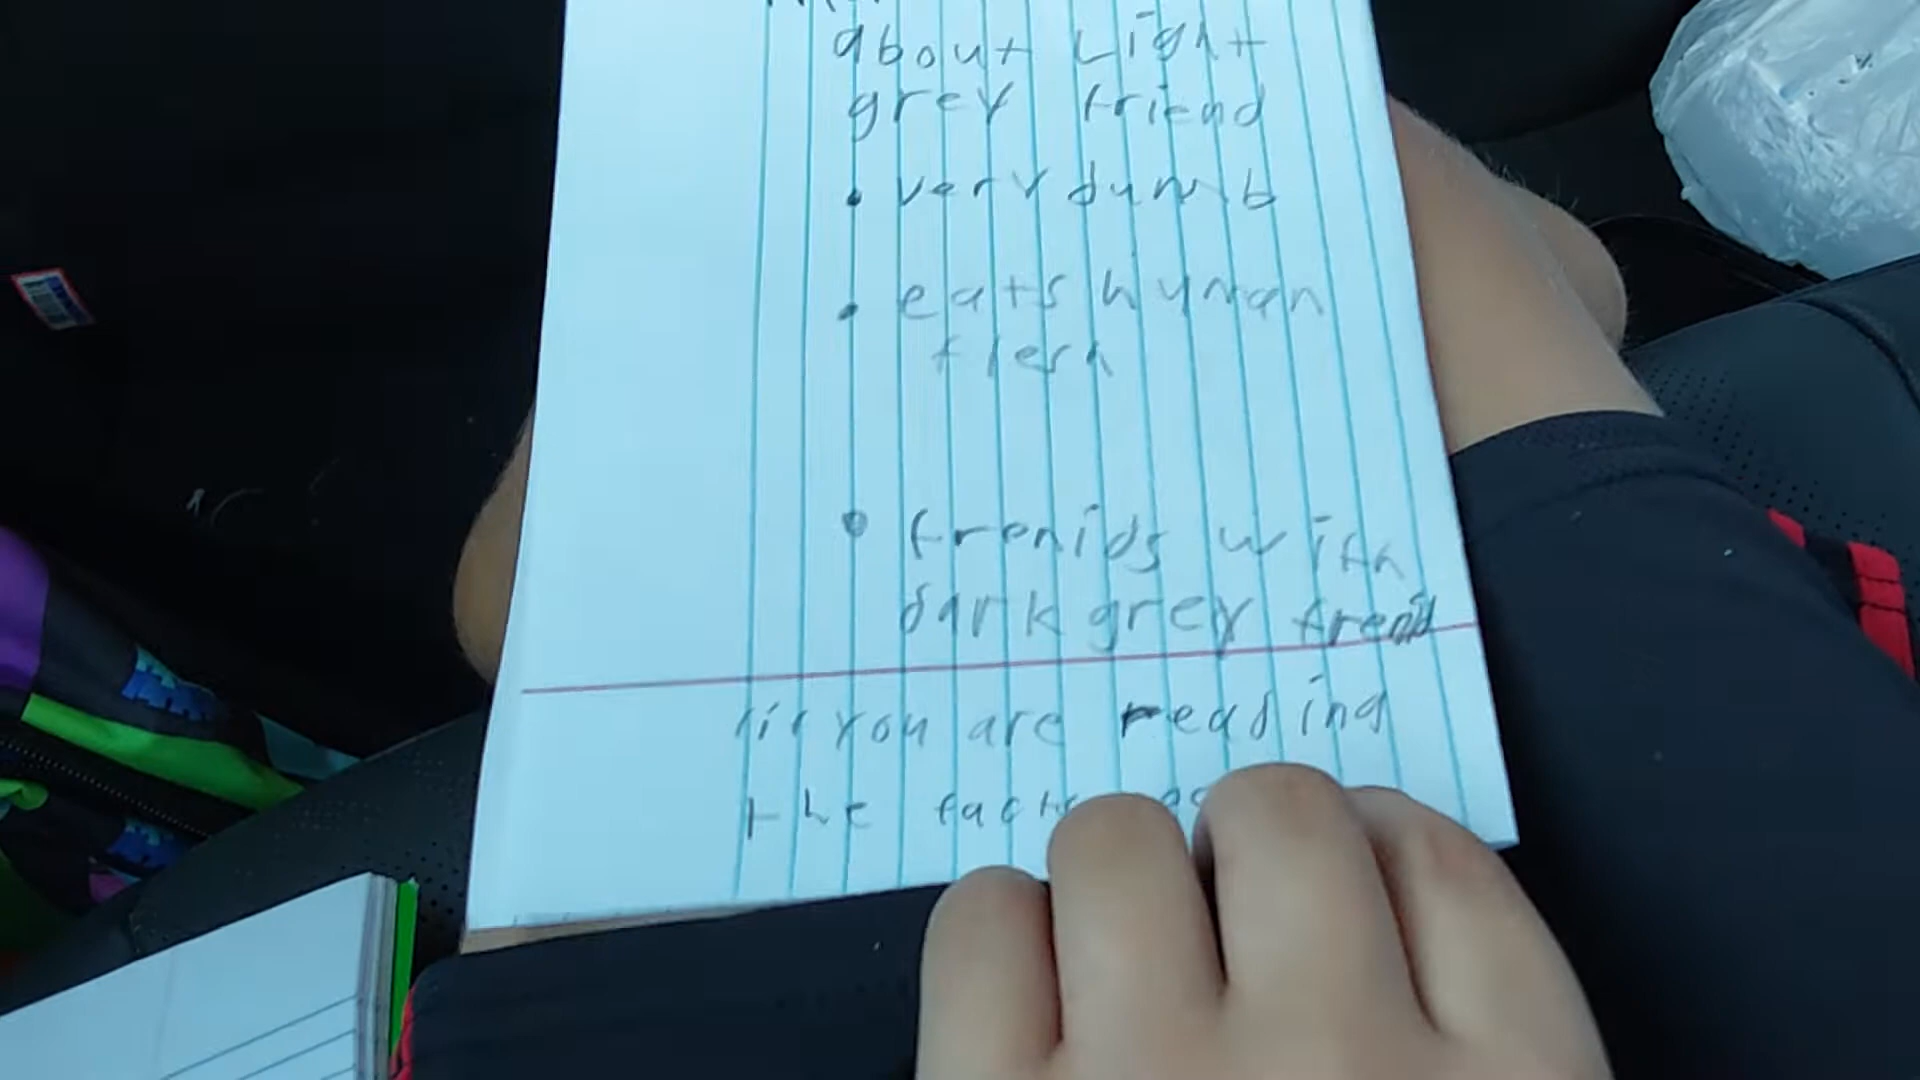 about Light
grey friend
• very dumb
• eats human
flesh
• frenids with
dark grey frend
you are reading
the facts